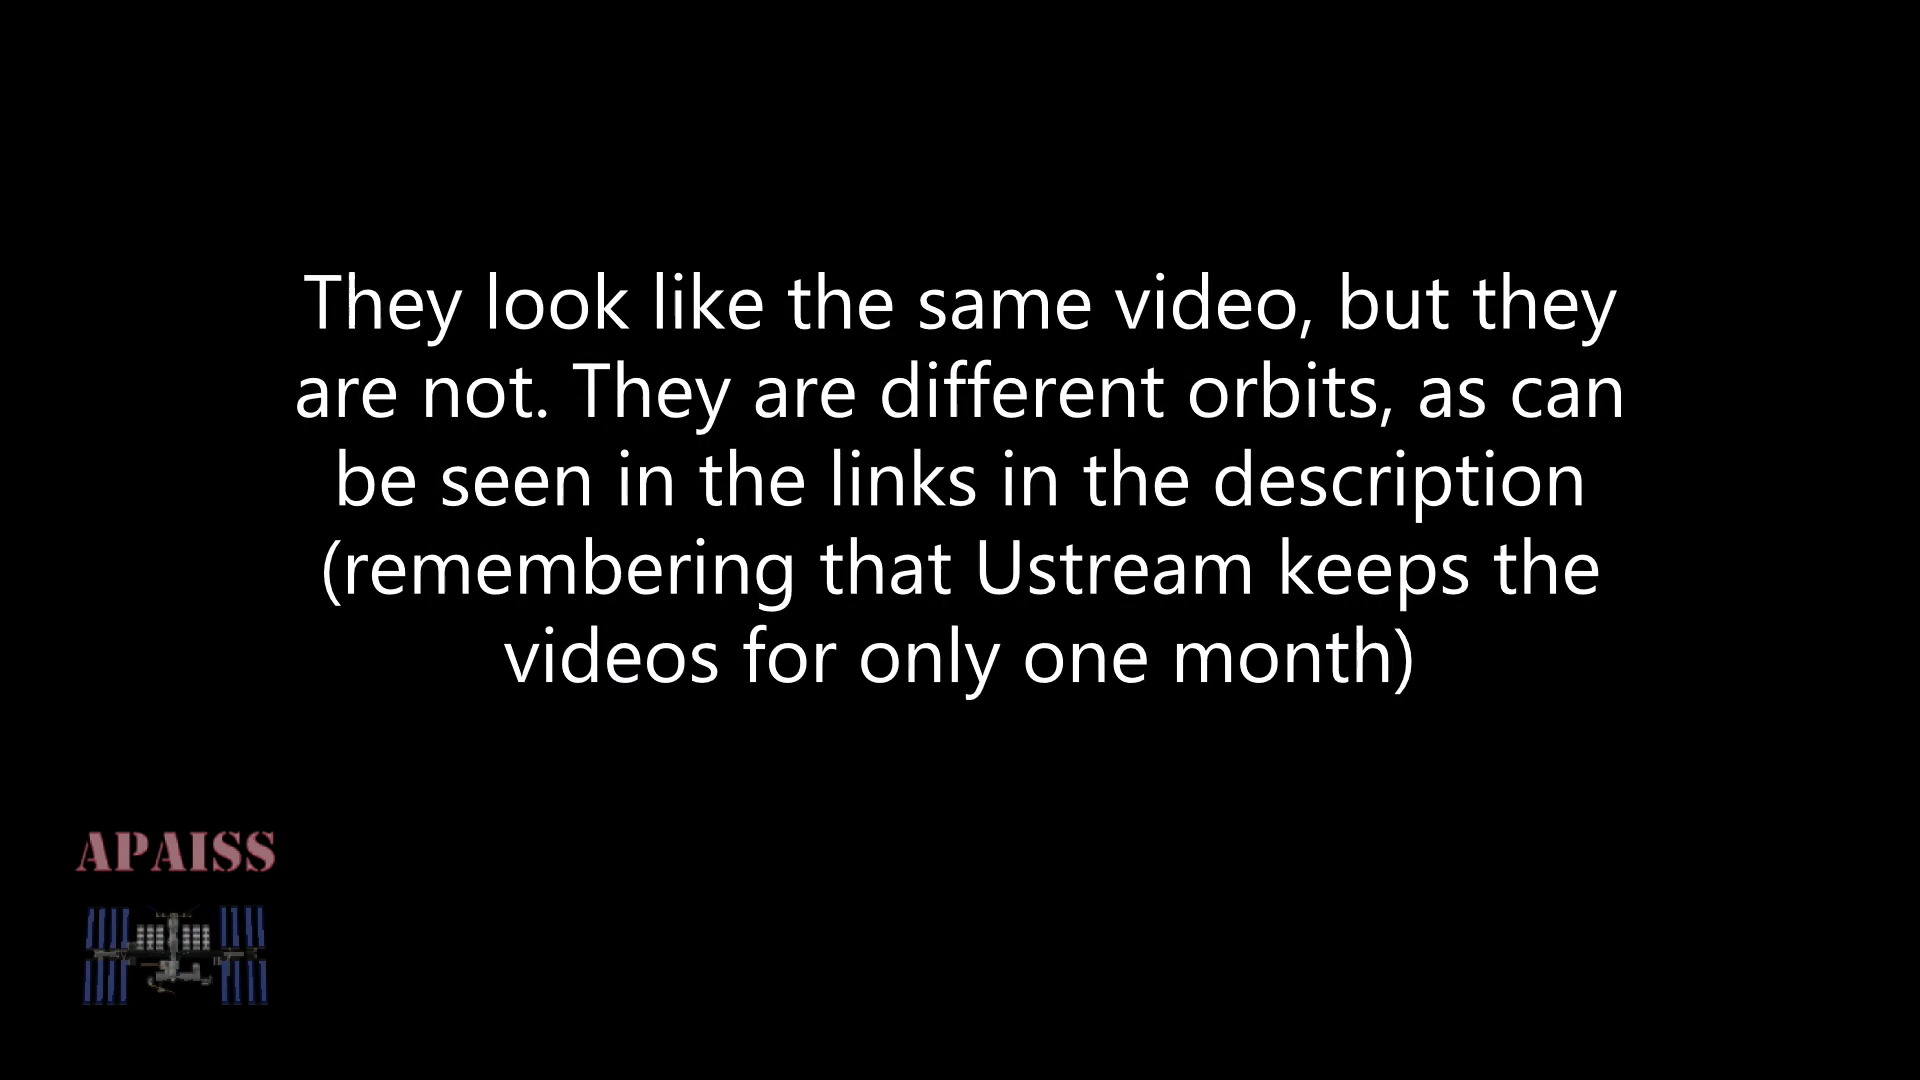 They look like the same video, but they
are not. They are different orbits, as can
be seen in the links in the description
(remembering that Ustream keeps the
videos for only one month)
APAISS